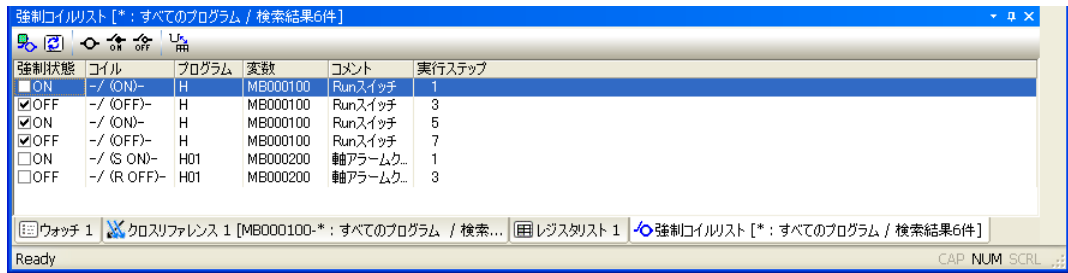 強制コイルリスト [* : すべてのプログラム / 検索結果6件]
ON OFF
強制状態 コイル プログラム 変数 コメント 実行ステップ
ON -/ (ON)- H MB000100 Runスイッチ 1
OFF -/ (OFF)- H MB000100 Runスイッチ 3
ON -/ (ON)- H MB000100 Runスイッチ 5
OFF -/ (OFF)- H MB000100 Runスイッチ 7
ON -/ (S ON)- H01 MB000200 軸アラームク... 1
OFF -/ (R OFF)- H01 MB000200 軸アラームク... 3
ウォッチ 1 クロスリファレンス 1 [MB000100-* : すべてのプログラム / 検索... レジスタリスト 1 強制コイルリスト [* : すべてのプログラム / 検索結果6件]
Ready CAP NUM SCRL